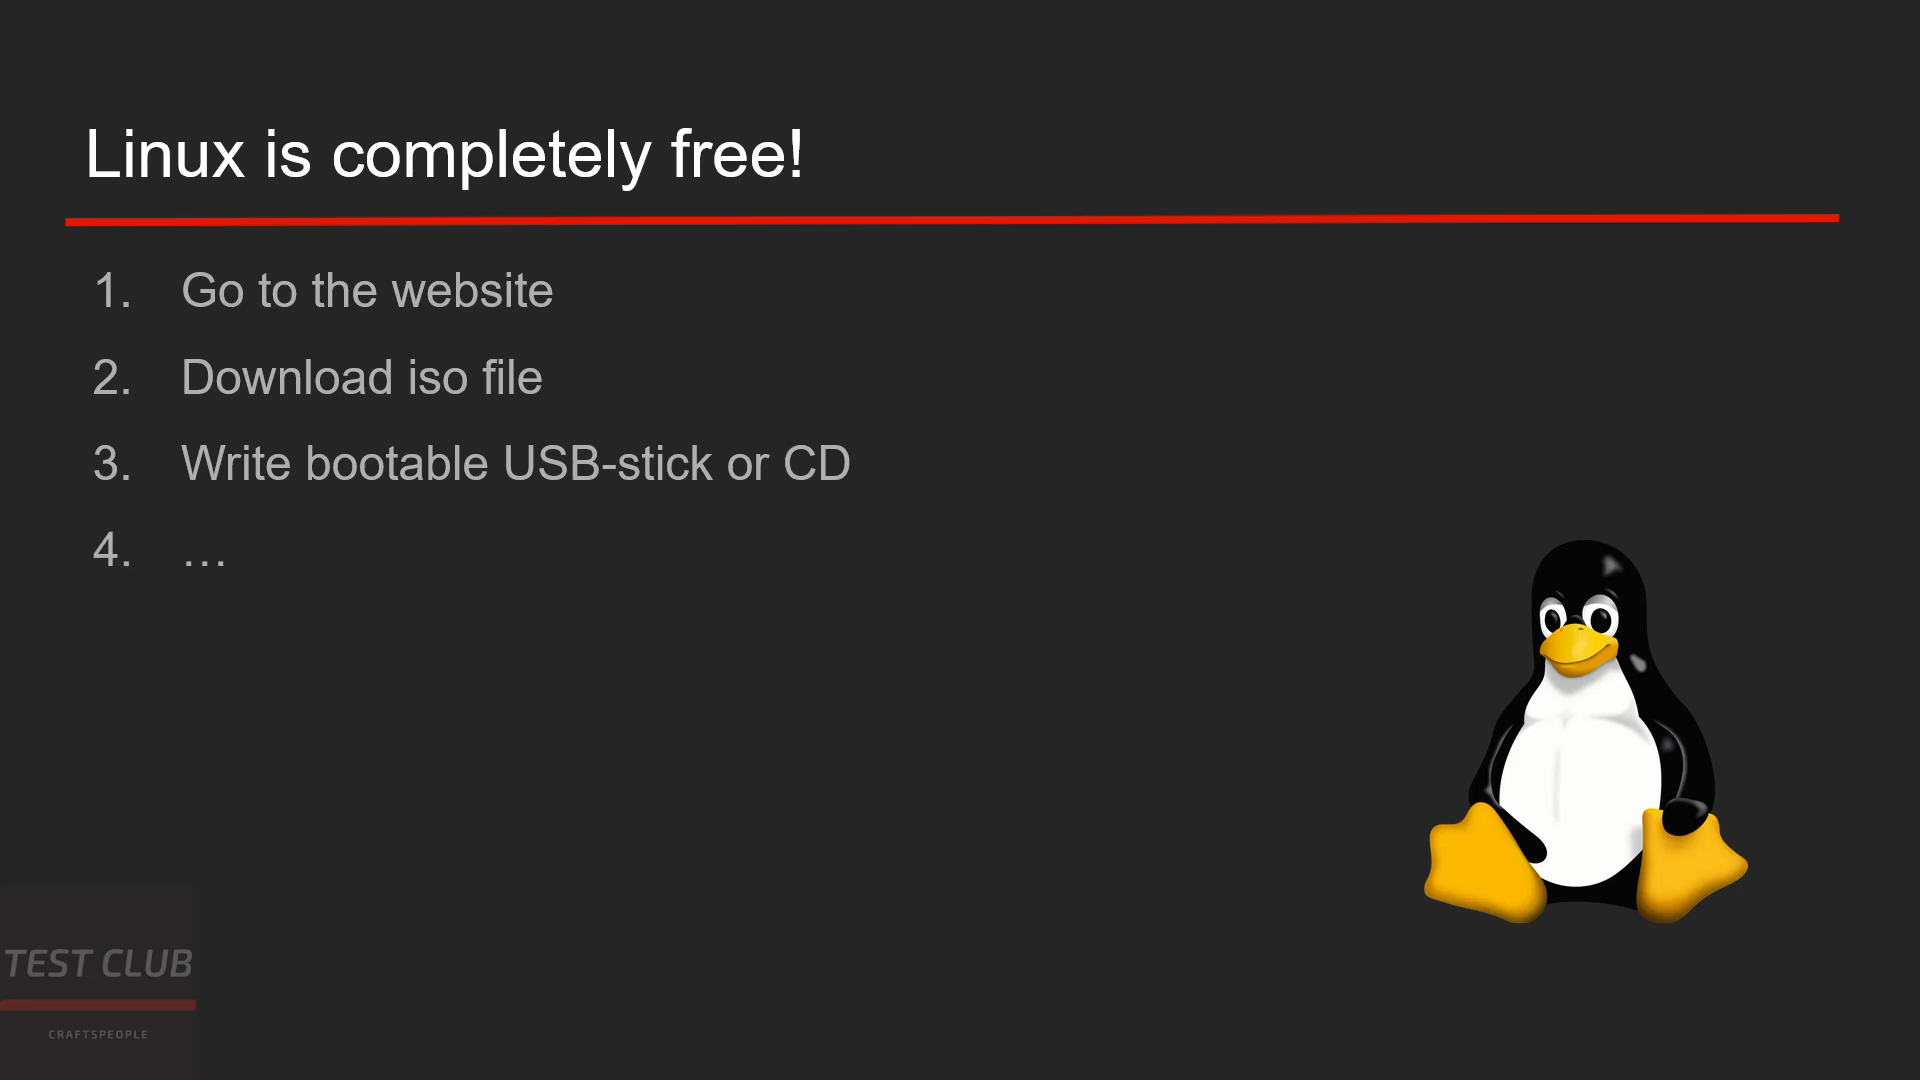 Linux is completely free!
1. Go to the website
2. Download iso file
3. Write bootable USB-stick or CD
4. …
TEST CLUB
CRAFTSPEOPLE